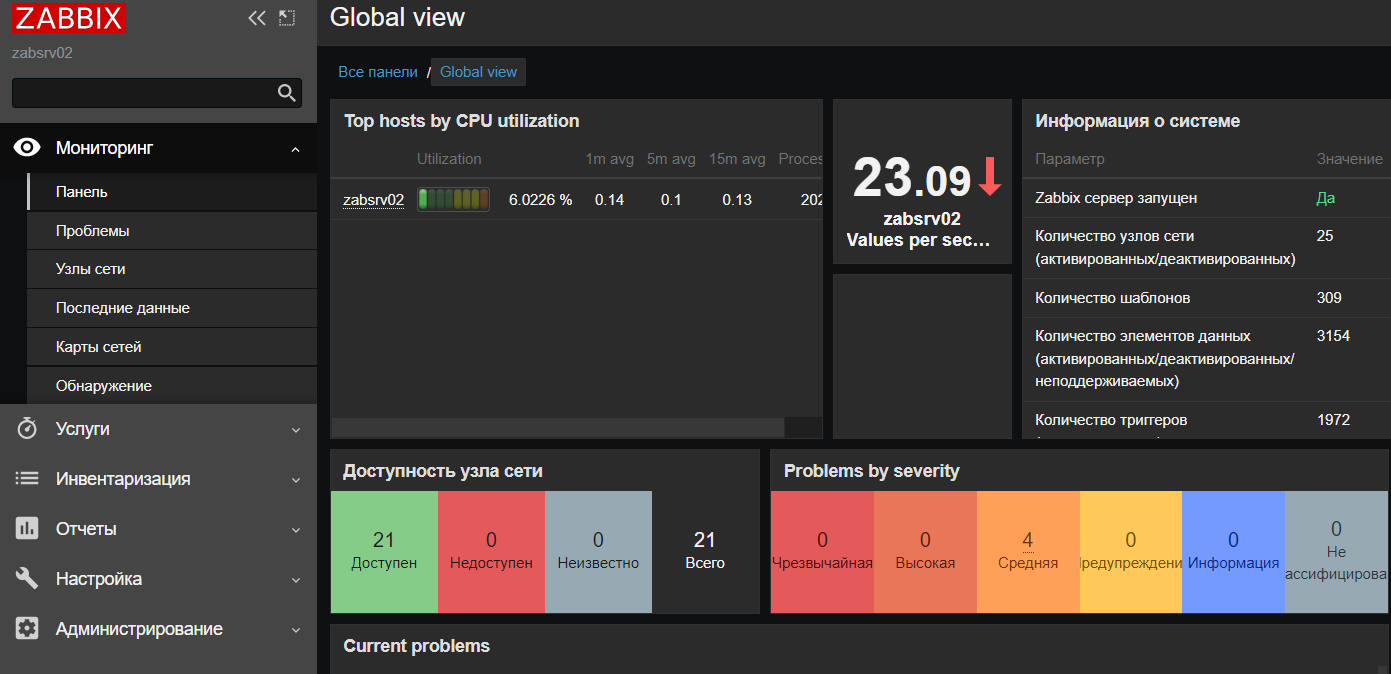 ZABBIX
zabsrv02
Мониторинг
Панель
Проблемы
Узлы сети
Последние данные
Карты сетей
Обнаружение
Услуги
Инвентаризация
Отчеты
Настройка
Администрирование
Global view
Все панели / Global view
Top hosts by CPU utilization
Utilization 1m avg 5m avg 15m avg Proces
zabsrv02 6.0226 % 0.14 0.1 0.13 202
23.09
zabsrv02
Values per sec...
Информация о системе
Параметр Значение
Zabbix сервер запущен Да
Количество узлов сети 25
(активированных/деактивированных)
Количество шаблонов 309
Количество элементов данных 3154
(активированных/деактивированных/
неподдерживаемых)
Количество триггеров 1972
Доступность узла сети
21 0 0 21
Доступен Недоступен Неизвестно Всего
Problems by severity
0 0 4 0 0 0
Чрезвычайная Высокая Средняя редупреждени Информация Не
ассифицирова
Current problems